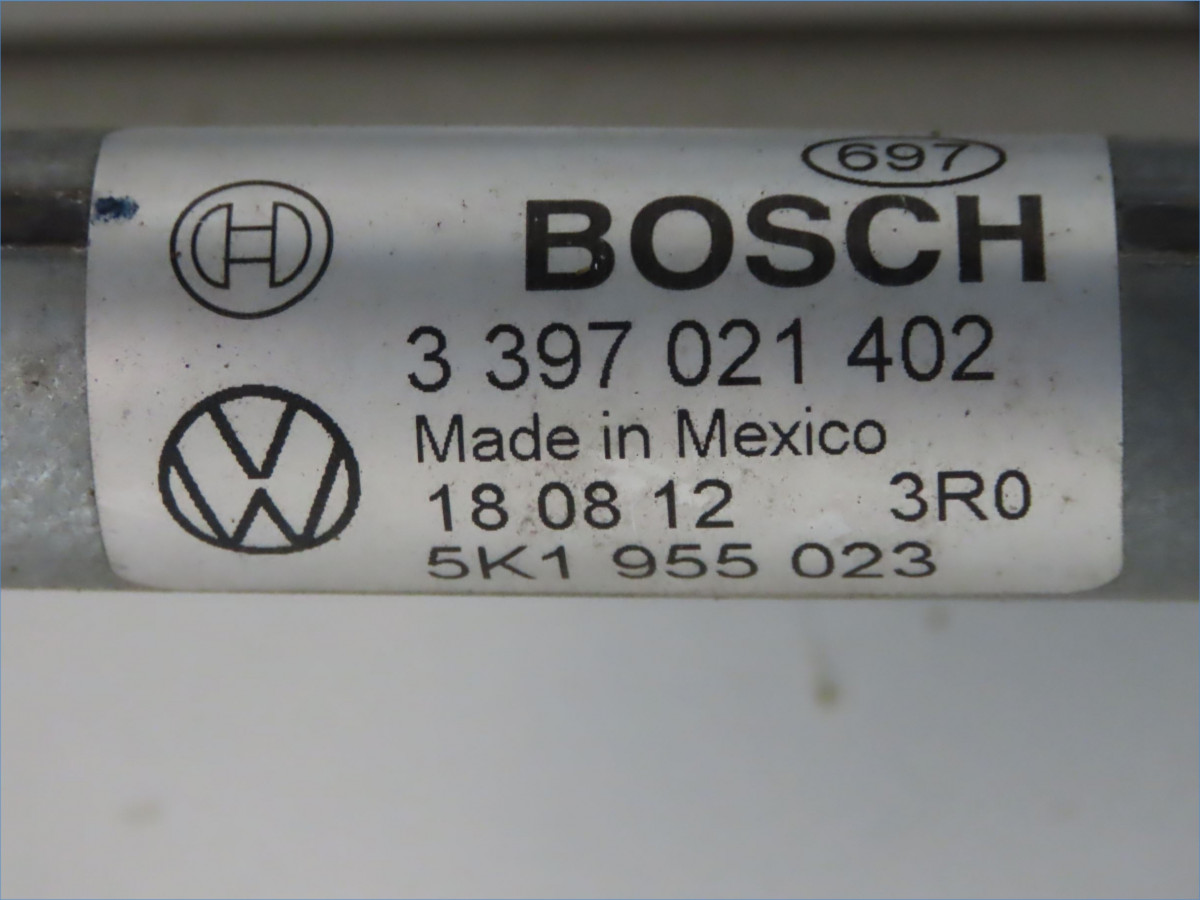 697
BOSCH
3 397 021 402
Made in Mexico
18 08 12 3R0
5K1 955 023